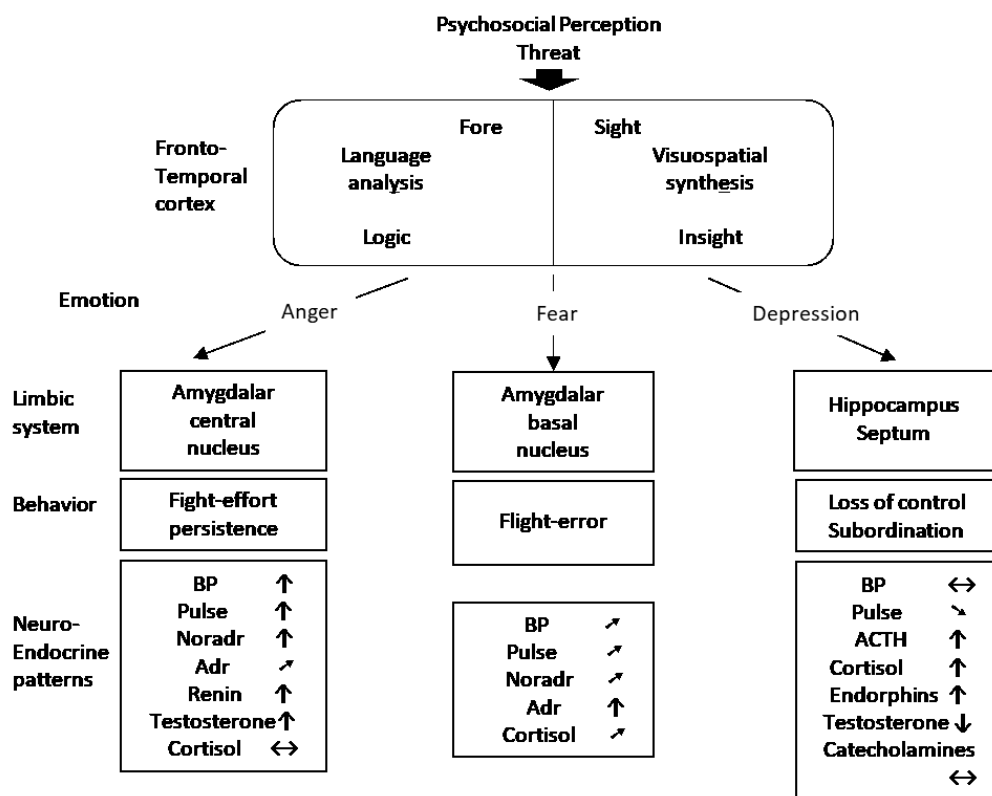 Psychosocial Perception
Threat
Fore Sight
Fronto-
Temporal
cortex
Language
analysis
Visuospatial
synthesis
Logic Insight
Emotion
Anger Fear Depression
Limbic
system
Amygdalar
central
nucleus
Amygdalar
basal
nucleus
Hippocampus
Septum
Behavior
Fight-effort
persistence
Flight-error
Loss of control
Subordination
Neuro-
Endocrine
patterns
BP ↑
Pulse ↑
Noradr ↑
Adr ↗
Renin ↑
Testosterone ↑
Cortisol ↔
BP ↗
Pulse ↗
Noradr ↗
Adr ↑
Cortisol ↗
BP ↔
Pulse ↘
ACTH ↑
Cortisol ↑
Endorphins ↑
Testosterone ↓
Catecholamines
↔